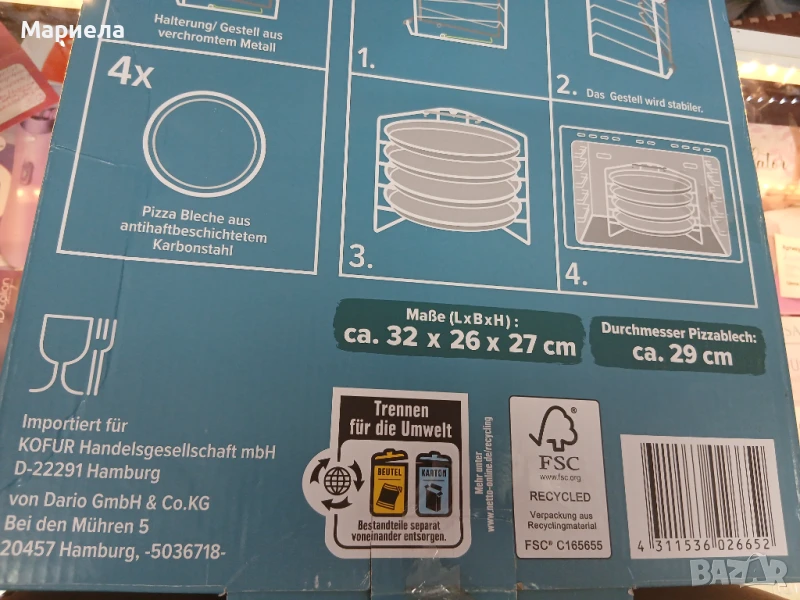 Мариела
Halterung/ Gestell aus
verchromtem Metall
1.
2. Das Gestell wird stabiler.
4x
Pizza Bleche aus
antihaftbeschichtetem
Karbonstahl
3.
4.
Maße (LxBxH):
ca. 32 x 26 x 27 cm
Durchmesser Pizzablech:
ca. 29 cm
Importiert für
KOFUR Handelsgesellschaft mbH
D-22291 Hamburg
von Dario GmbH & Co.KG
Bei den Mühren 5
20457 Hamburg, -5036718-
Trennen
für die Umwelt
BEUTEL
KARTON
Bestandteile separat
voneinander entsorgen.
Mehr unter
www.netto-online.de/recycling
FSC
www.fsc.org
RECYCLED
Verpackung aus
Recyclingmaterial
FSC® C165655
4 311536 026652
BAZAR